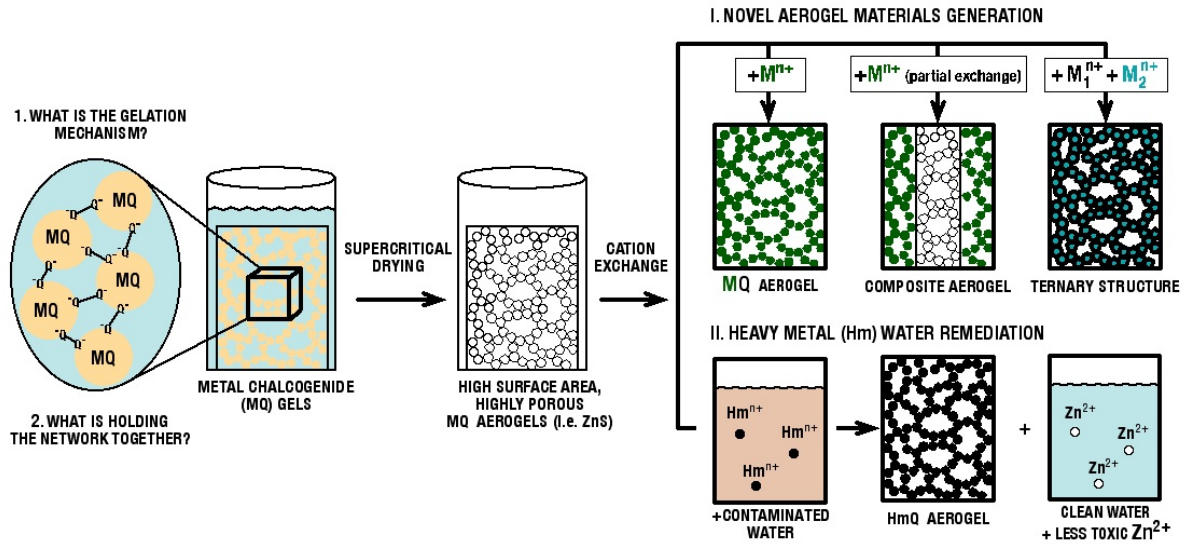 1. WHAT IS THE GELATION
MECHANISM?
MQ
MQ
MQ
MQ
MQ
⁻Q Q⁻
Q⁻
⁻Q
⁻Q Q⁻
Q⁻
⁻Q
⁻Q Q⁻
Q⁻
⁻Q
⁻Q Q⁻
2. WHAT IS HOLDING
THE NETWORK TOGETHER?
METAL CHALCOGENIDE
(MQ) GELS
SUPERCRITICAL
DRYING
HIGH SURFACE AREA,
HIGHLY POROUS
MQ AEROGELS (I.e. ZnS)
CATION
EXCHANGE
I. NOVEL AEROGEL MATERIALS GENERATION
+Mⁿ⁺
+Mⁿ⁺ (partial exchange)
+ M₁ⁿ⁺ + M₂ⁿ⁺
MQ AEROGEL
COMPOSITE AEROGEL
TERNARY STRUCTURE
II. HEAVY METAL (Hm) WATER REMEDIATION
Hmⁿ⁺
Hmⁿ⁺
Hmⁿ⁺
+CONTAMINATED
WATER
HmQ AEROGEL
+
Zn²⁺
Zn²⁺
Zn²⁺
CLEAN WATER
+ LESS TOXIC Zn²⁺